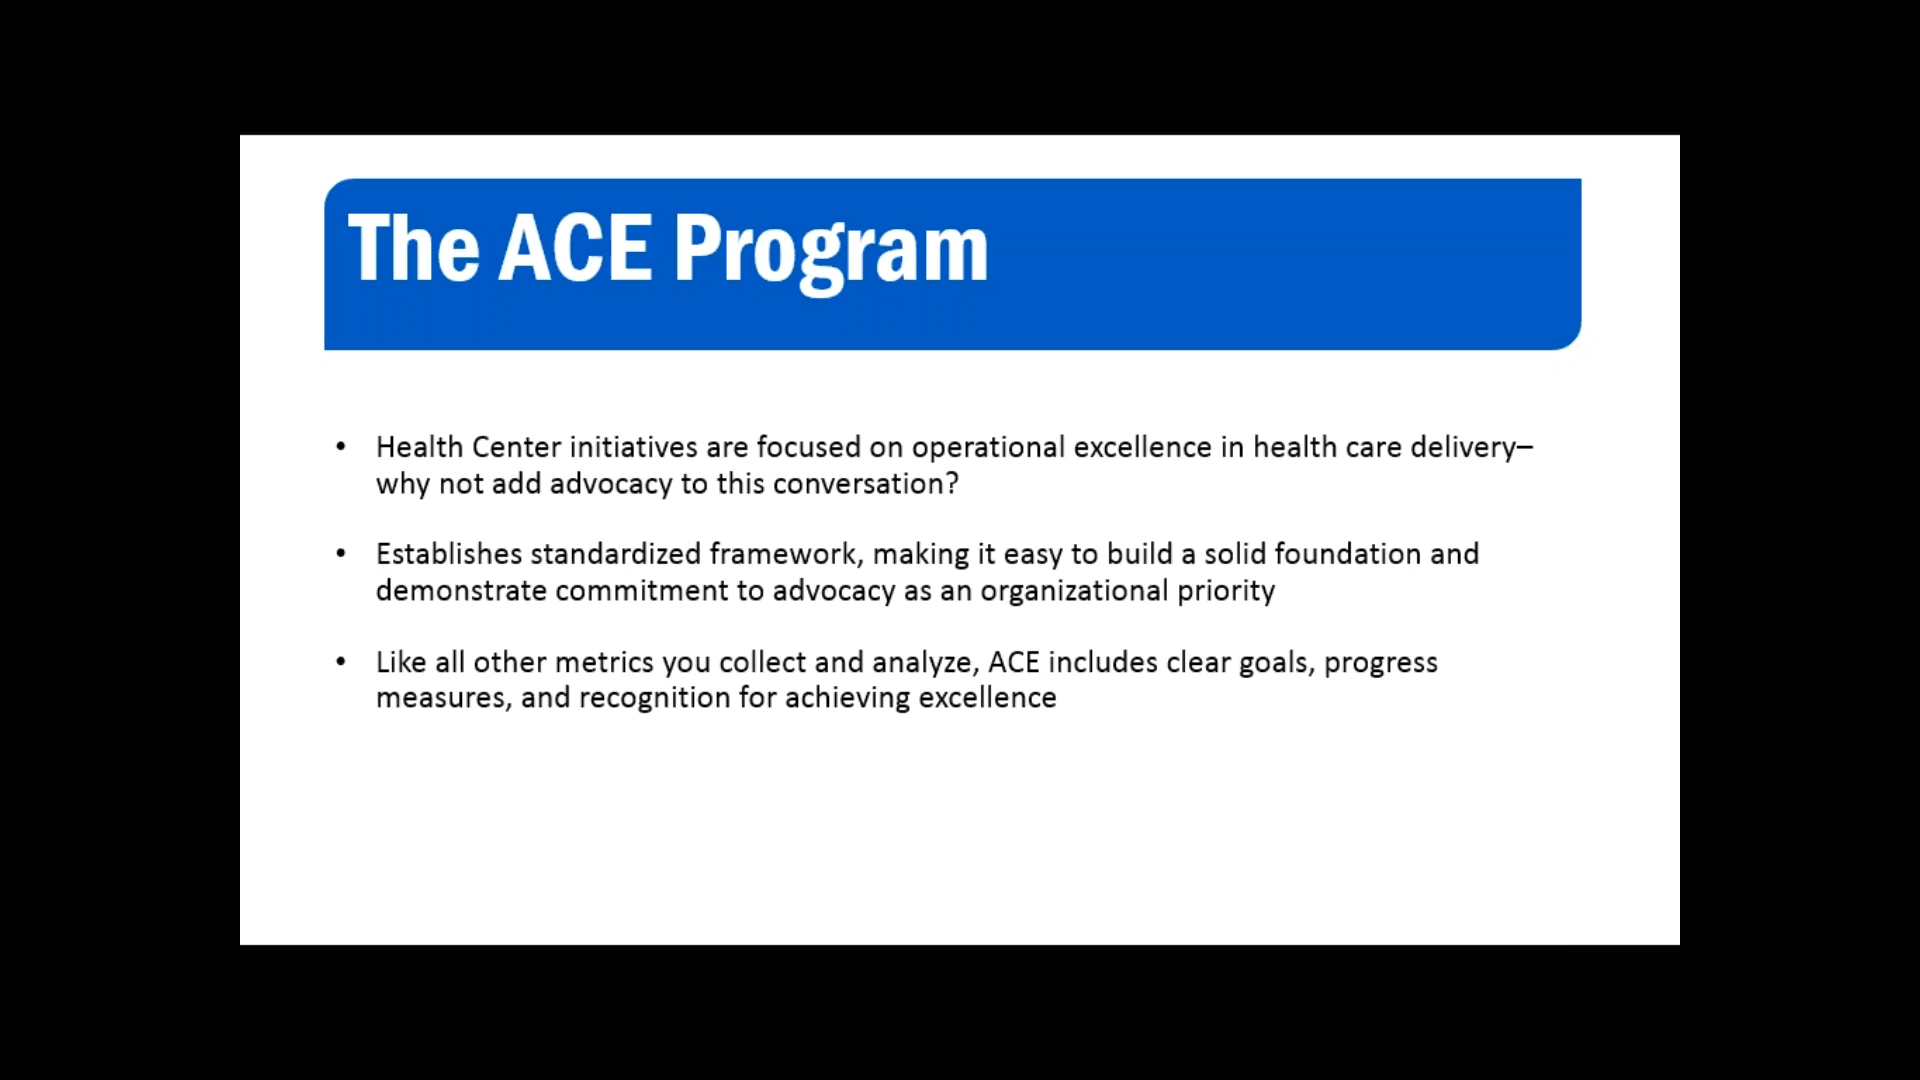 The ACE Program
• Health Center initiatives are focused on operational excellence in health care delivery–
why not add advocacy to this conversation?
• Establishes standardized framework, making it easy to build a solid foundation and
demonstrate commitment to advocacy as an organizational priority
• Like all other metrics you collect and analyze, ACE includes clear goals, progress
measures, and recognition for achieving excellence